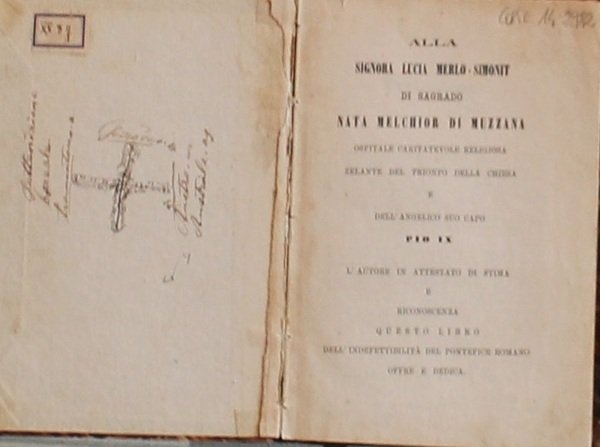 ALLA
SIGNORA LUCIA MERLO-SIMONIT
DI SAGRADO
NATA MELCHIOR DI MUZZANA
OSPITALE CARITATEVOLE RELIGIOSA
ZELANTE DEL TRIONFO DELLA CHIESA
E
DELL'ANGELICO SUO CAPO
PIO IX
L'AUTORE IN ATTESTATO DI STIMA
E
RICONOSCENZA
QUESTO LIBRO
DELL'INDEFETTIBILITÀ DEL PONTEFICE ROMANO
OFFRE E DEDICA.